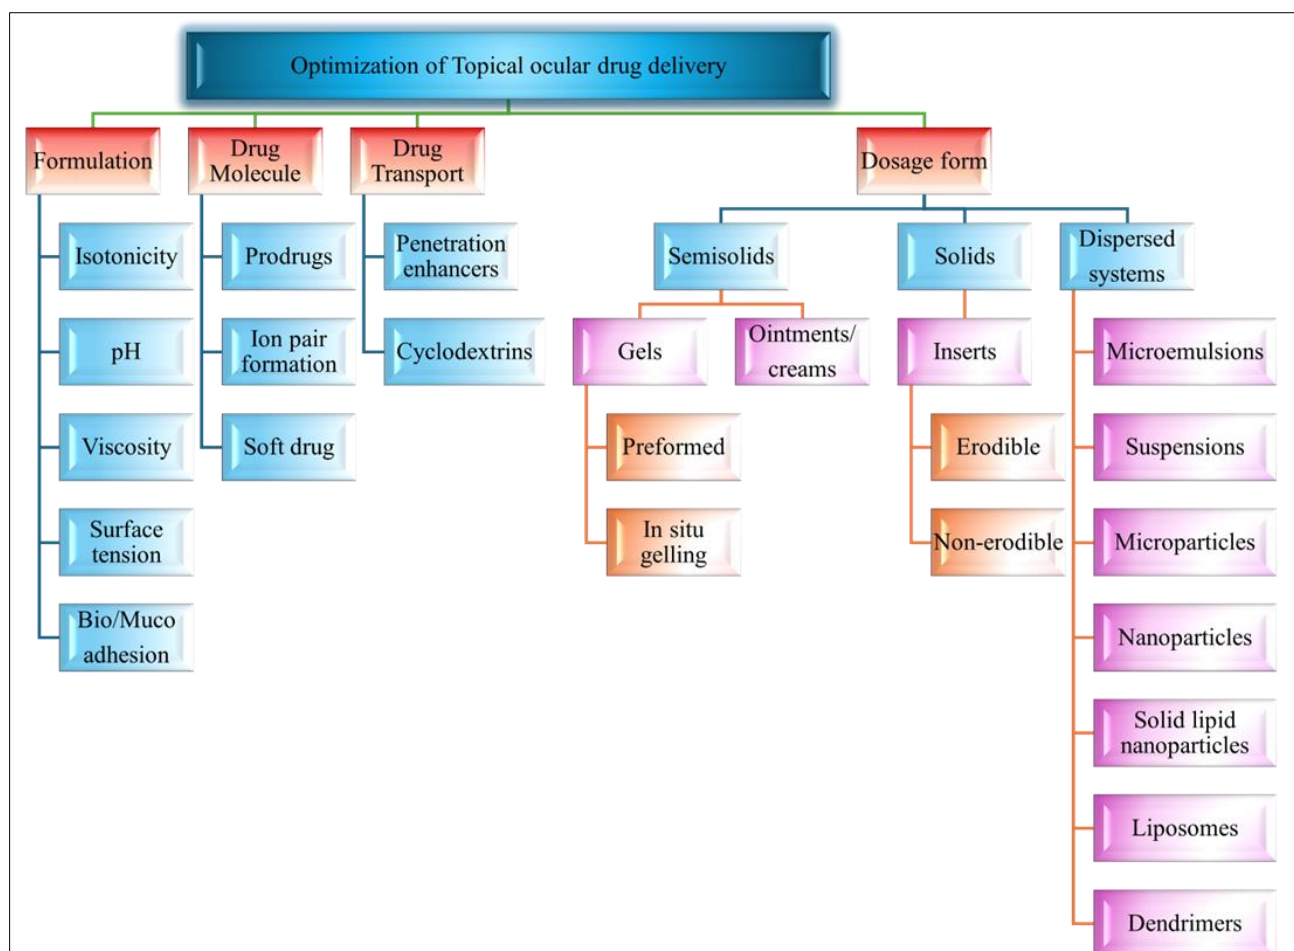 Optimization of Topical ocular drug delivery
Formulation
Drug
Molecule
Drug
Transport
Dosage form
Isotonicity
pH
Viscosity
Surface
tension
Bio/Muco
adhesion
Prodrugs
Ion pair
formation
Soft drug
Penetration
enhancers
Cyclodextrins
Semisolids
Gels
Preformed
In situ
gelling
Ointments/
creams
Solids
Inserts
Erodible
Non-erodible
Dispersed
systems
Microemulsions
Suspensions
Microparticles
Nanoparticles
Solid lipid
nanoparticles
Liposomes
Dendrimers